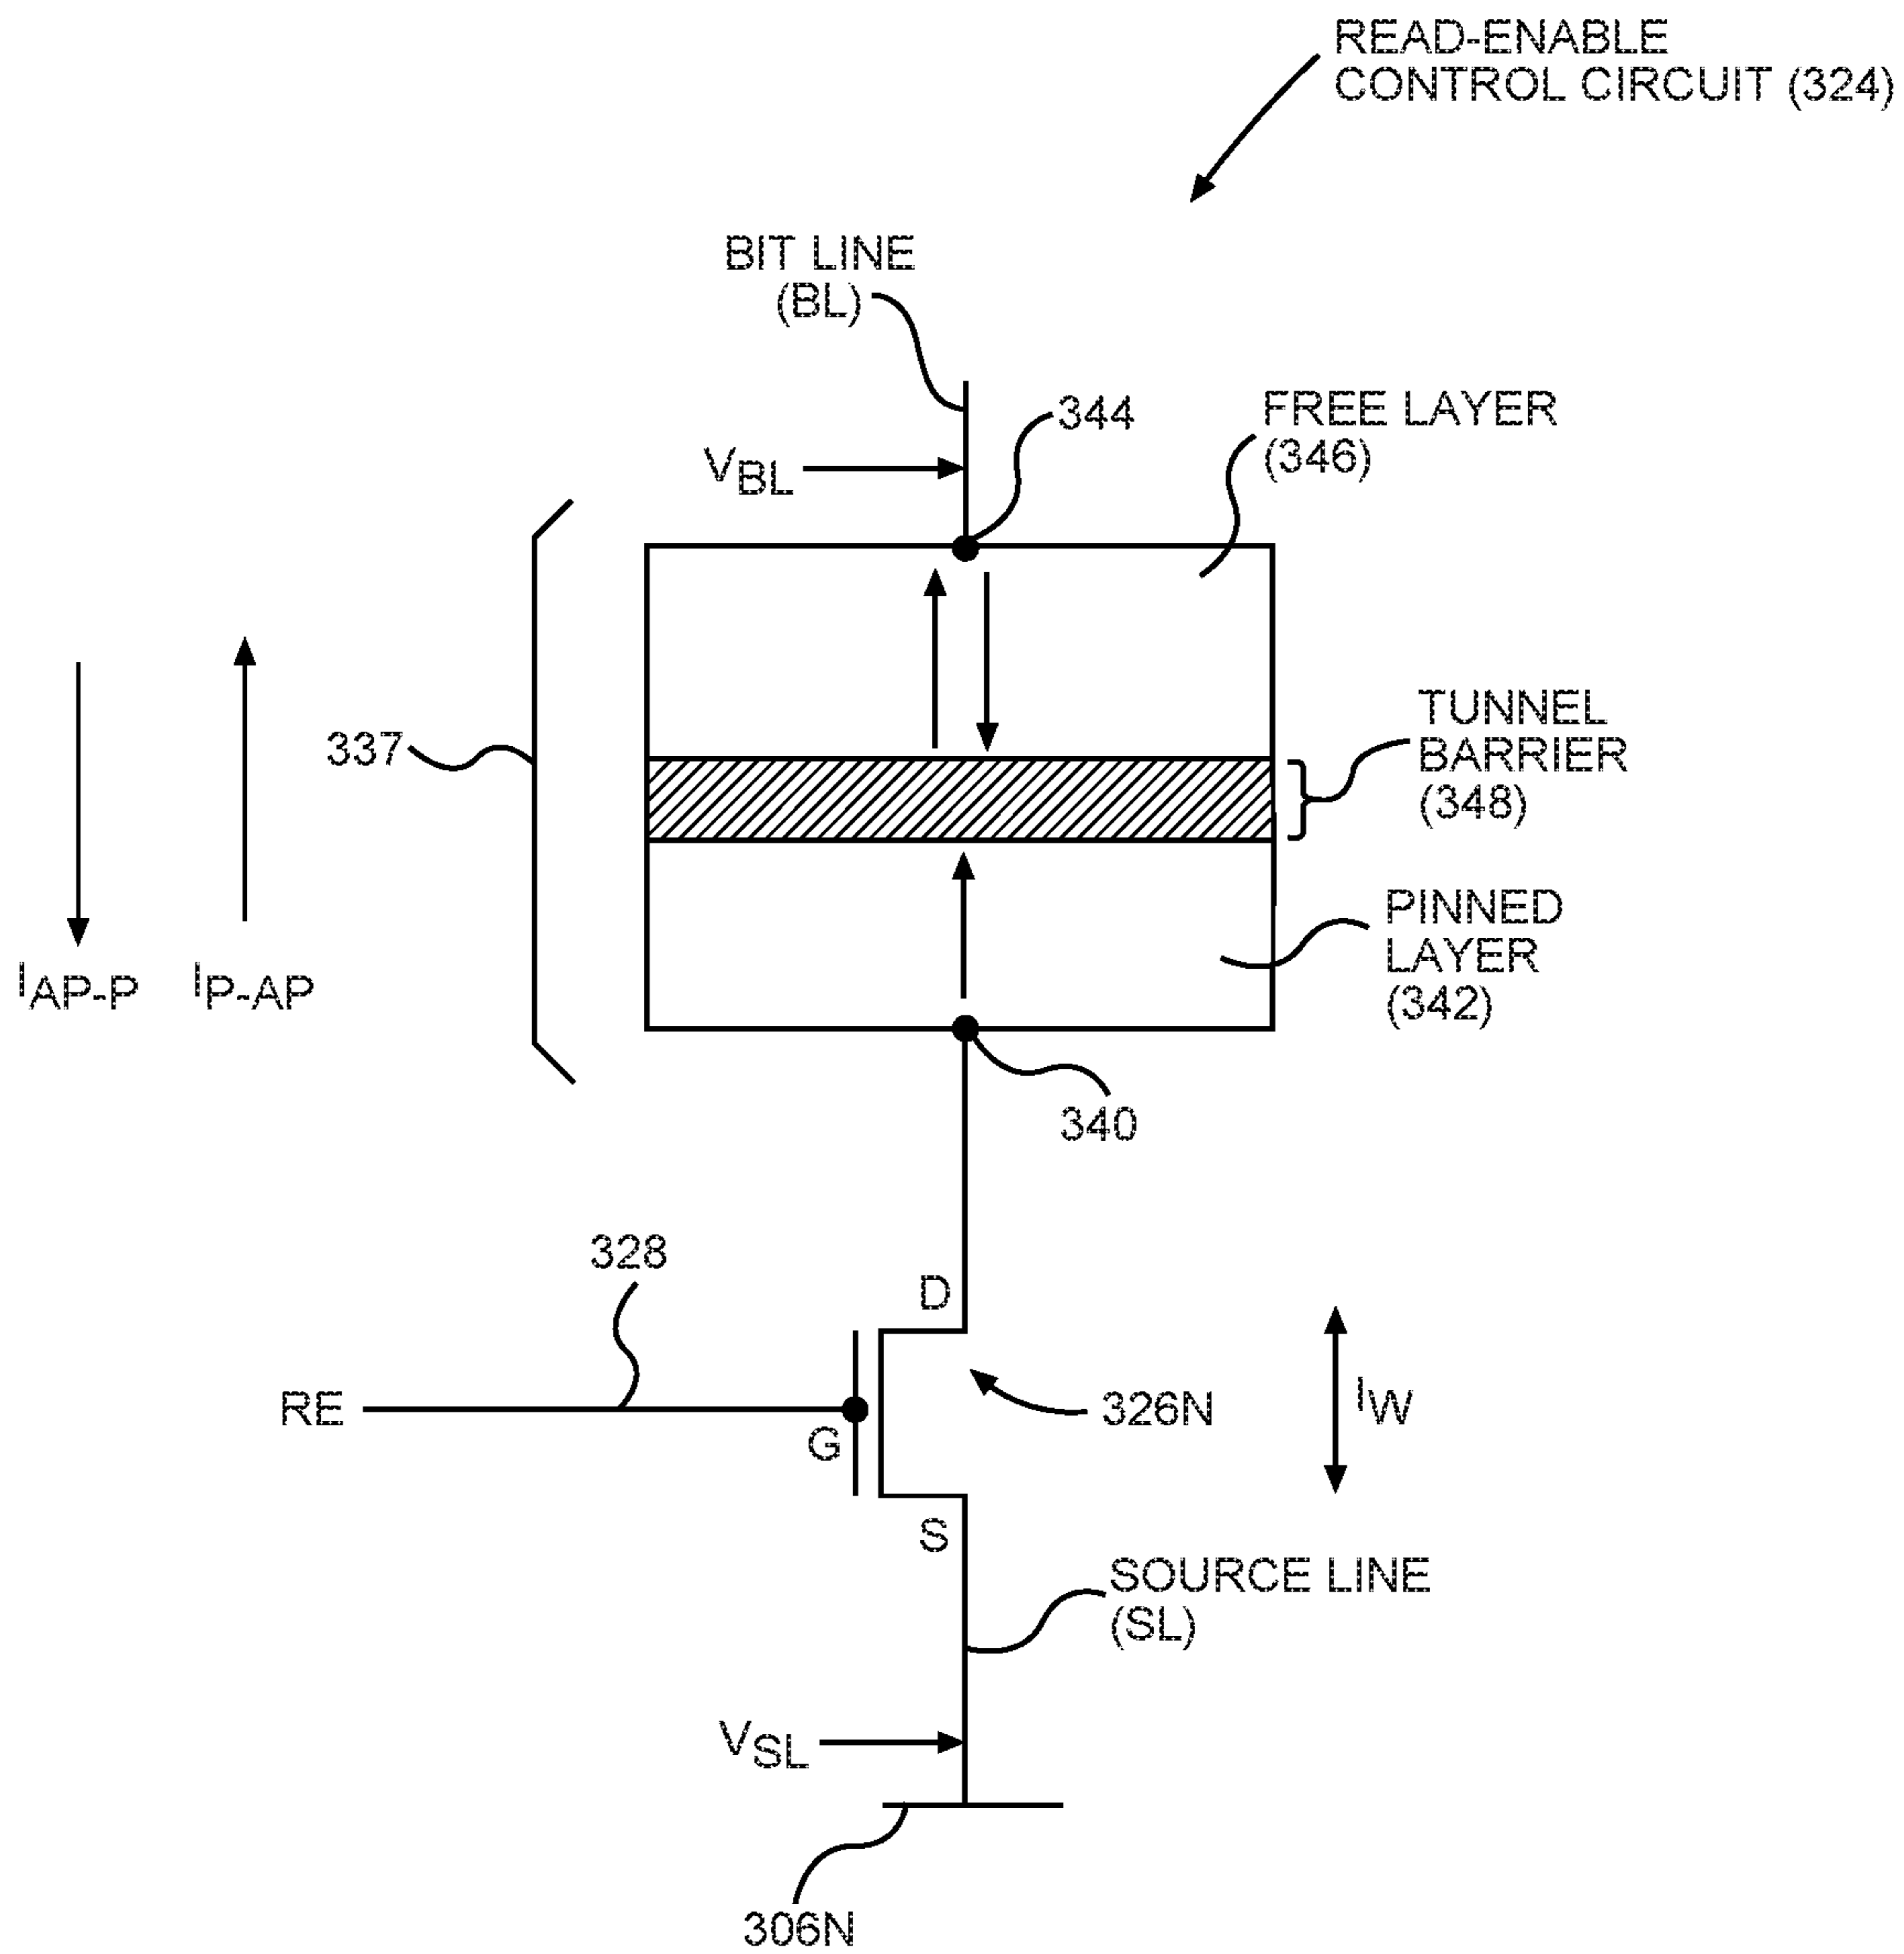 READ-ENABLE
CONTROL CIRCUIT (324)
BIT LINE
(BL)
344
FREE LAYER
(346)
VBL
337
TUNNEL
BARRIER
(348)
PINNED
LAYER
(342)
IAP-P
IP-AP
340
328
D
RE
G
326N
IW
S
SOURCE LINE
(SL)
VSL
306N